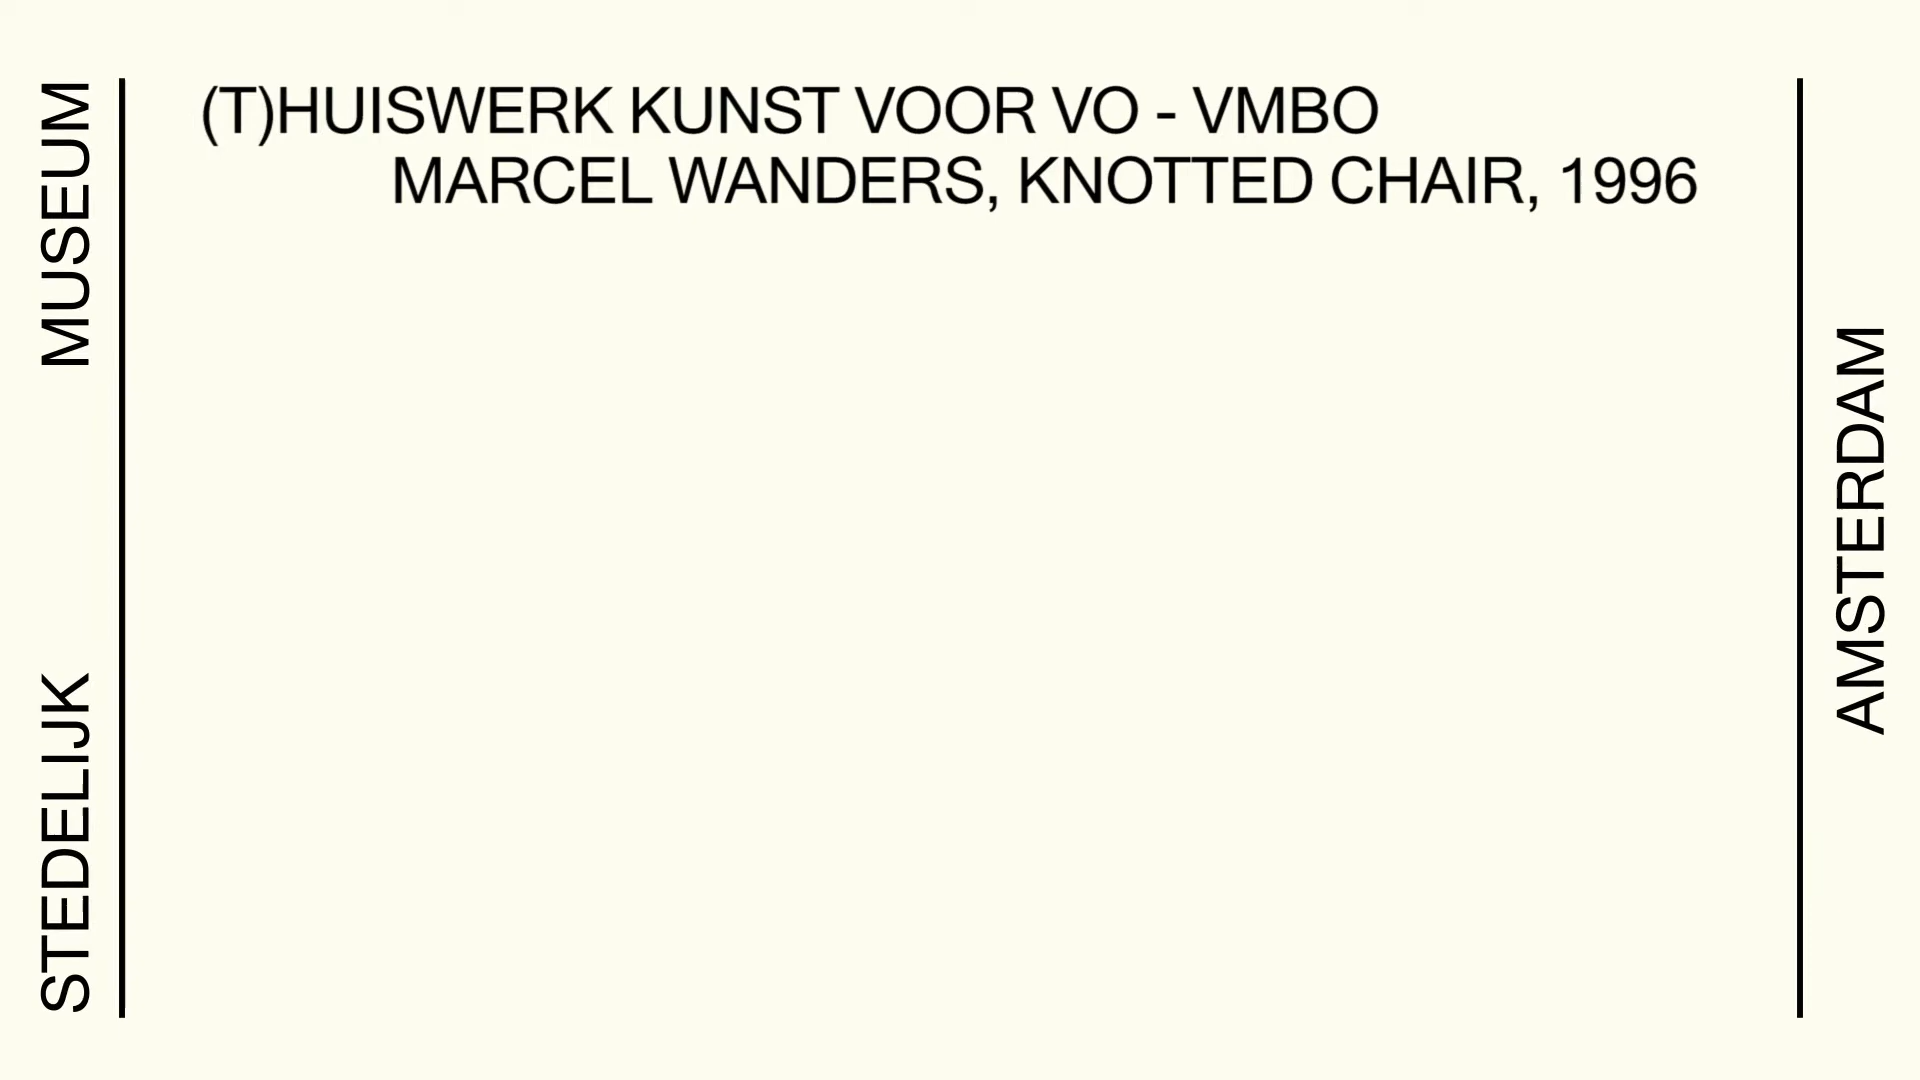 STEDELIJK MUSEUM
(T)HUISWERK KUNST VOOR VO - VMBO
MARCEL WANDERS, KNOTTED CHAIR, 1996
AMSTERDAM